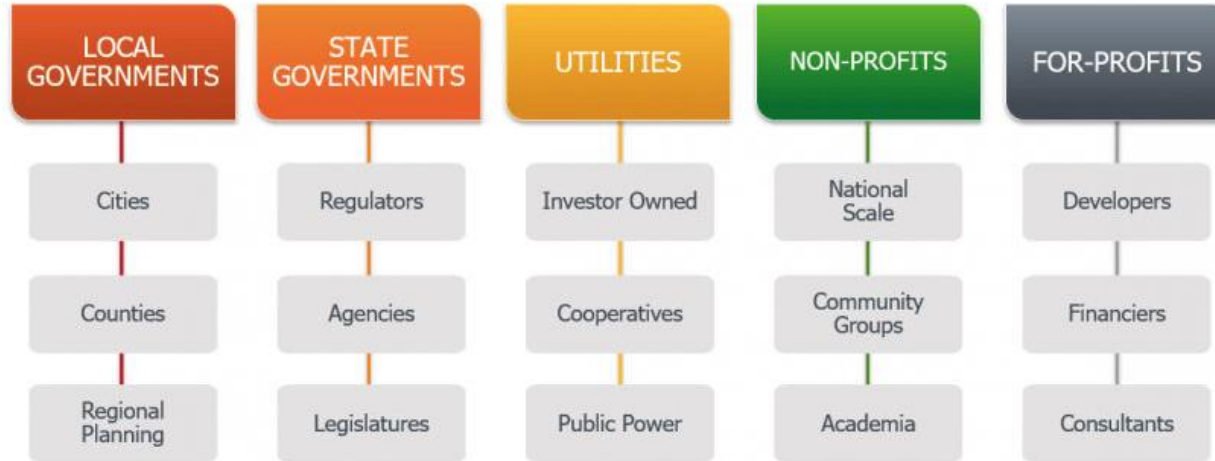 LOCAL
GOVERNMENTS
STATE
GOVERNMENTS
UTILITIES
NON-PROFITS
FOR-PROFITS
Cities
Regulators
Investor Owned
National
Scale
Developers
Counties
Agencies
Cooperatives
Community
Groups
Financiers
Regional
Planning
Legislatures
Public Power
Academia
Consultants